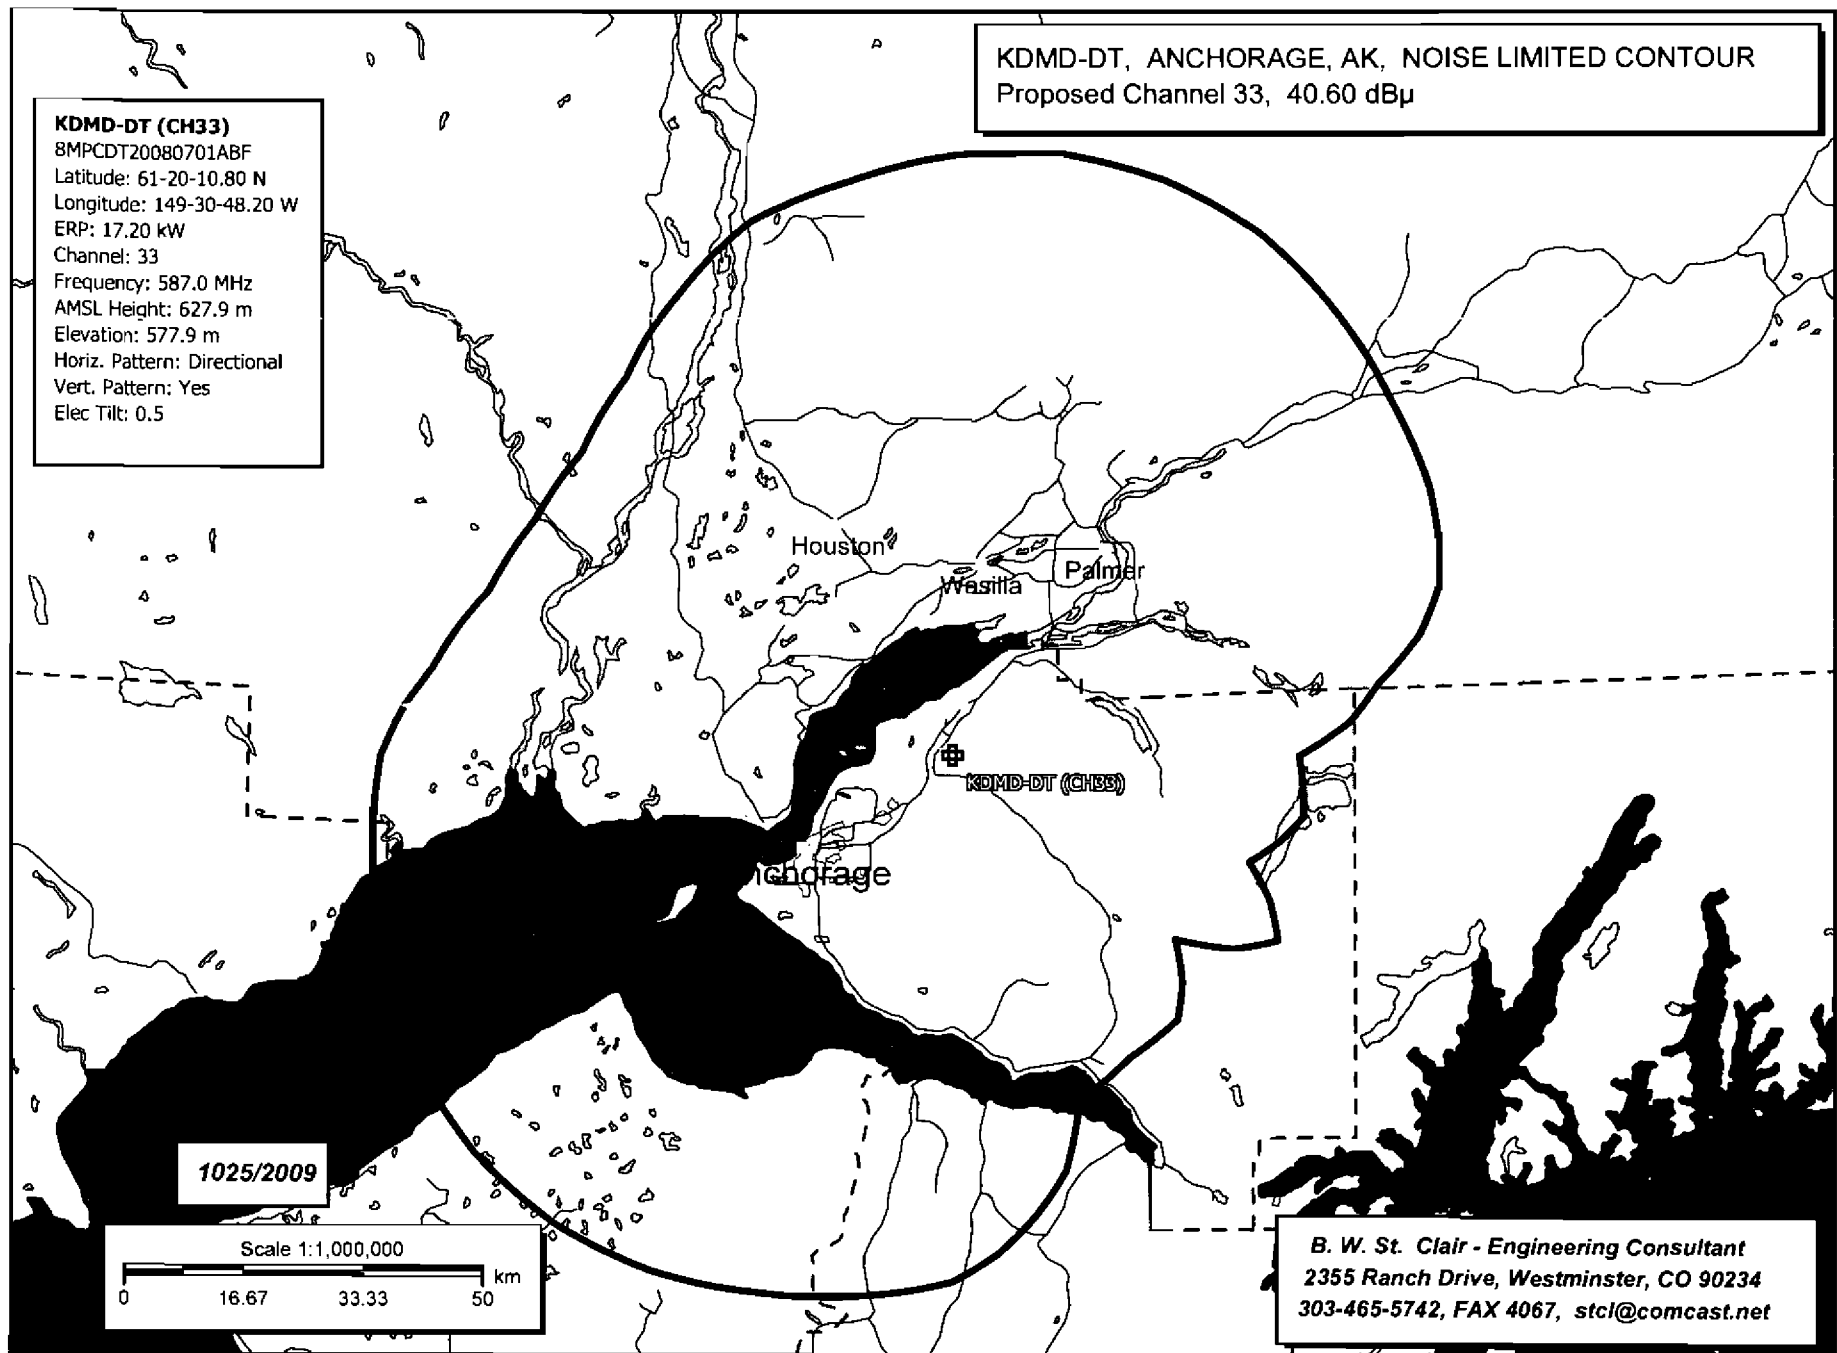 KDMD-DT, ANCHORAGE, AK, NOISE LIMITED CONTOUR
Proposed Channel 33, 40.60 dBµ
KDMD-DT (CH33)
8MPCDT20080701ABF
Latitude: 61-20-10.80 N
Longitude: 149-30-48.20 W
ERP: 17.20 kW
Channel: 33
Frequency: 587.0 MHz
AMSL Height: 627.9 m
Elevation: 577.9 m
Horiz. Pattern: Directional
Vert. Pattern: Yes
Elec Tilt: 0.5
Houston
Wasilla
Palmer
KDMD-DT (CH33)
nchorage
1025/2009
Scale 1:1,000,000
km
0 16.67 33.33 50
B. W. St. Clair - Engineering Consultant
2355 Ranch Drive, Westminster, CO 90234
303-465-5742, FAX 4067, stcl@comcast.net